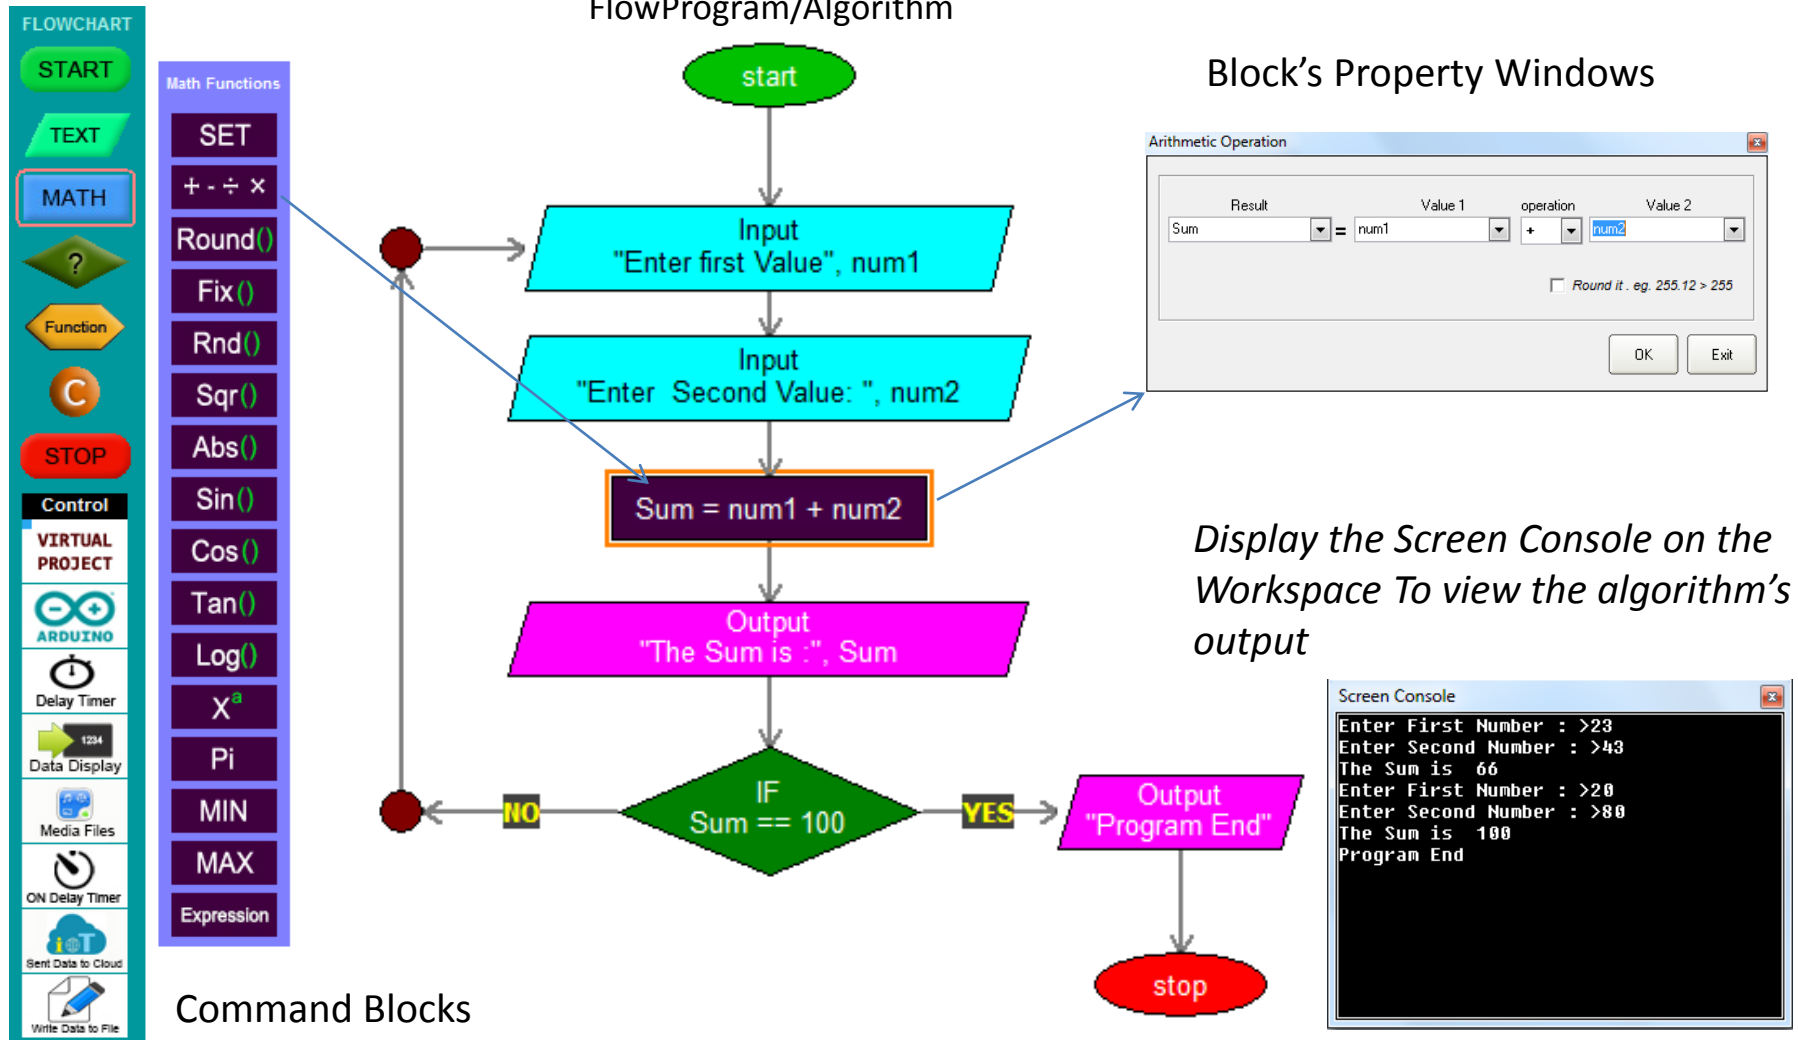 FLOWCHART
START
TEXT
MATH
?
Function
C
STOP
Control
VIRTUAL
PROJECT
ARDUINO
Delay Timer
1234
Data Display
Media Files
ON Delay Timer
ioT
Sent Data to Cloud
Write Data to File
Math Functions
SET
+ - ÷ ×
Round()
Fix()
Rnd()
Sqr()
Abs()
Sin()
Cos()
Tan()
Log()
Xª
Pi
MIN
MAX
Expression
Command Blocks
FlowProgram/Algorithm
start
Input
"Enter first Value", num1
Input
"Enter  Second Value: ", num2
Sum = num1 + num2
Output
"The Sum is :", Sum
IF
Sum == 100
NO
YES
Output
"Program End"
stop
Block's Property Windows
Arithmetic Operation
Result Value 1 operation Value 2
Sum = num1 + num2
Round it . eg. 255.12 > 255
OK Exit
Display the Screen Console on the
Workspace To view the algorithm's
output
Screen Console
Enter First Number : >23
Enter Second Number : >43
The Sum is  66
Enter First Number : >20
Enter Second Number : >80
The Sum is  100
Program End